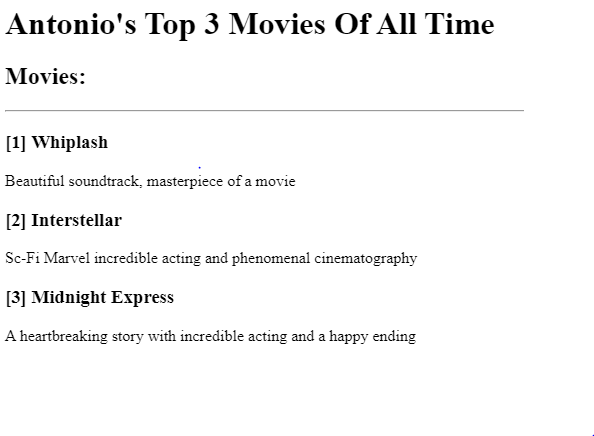 Antonio's Top 3 Movies Of All Time
Movies:
[1] Whiplash
Beautiful soundtrack, masterpiece of a movie
[2] Interstellar
Sc-Fi Marvel incredible acting and phenomenal cinematography
[3] Midnight Express
A heartbreaking story with incredible acting and a happy ending